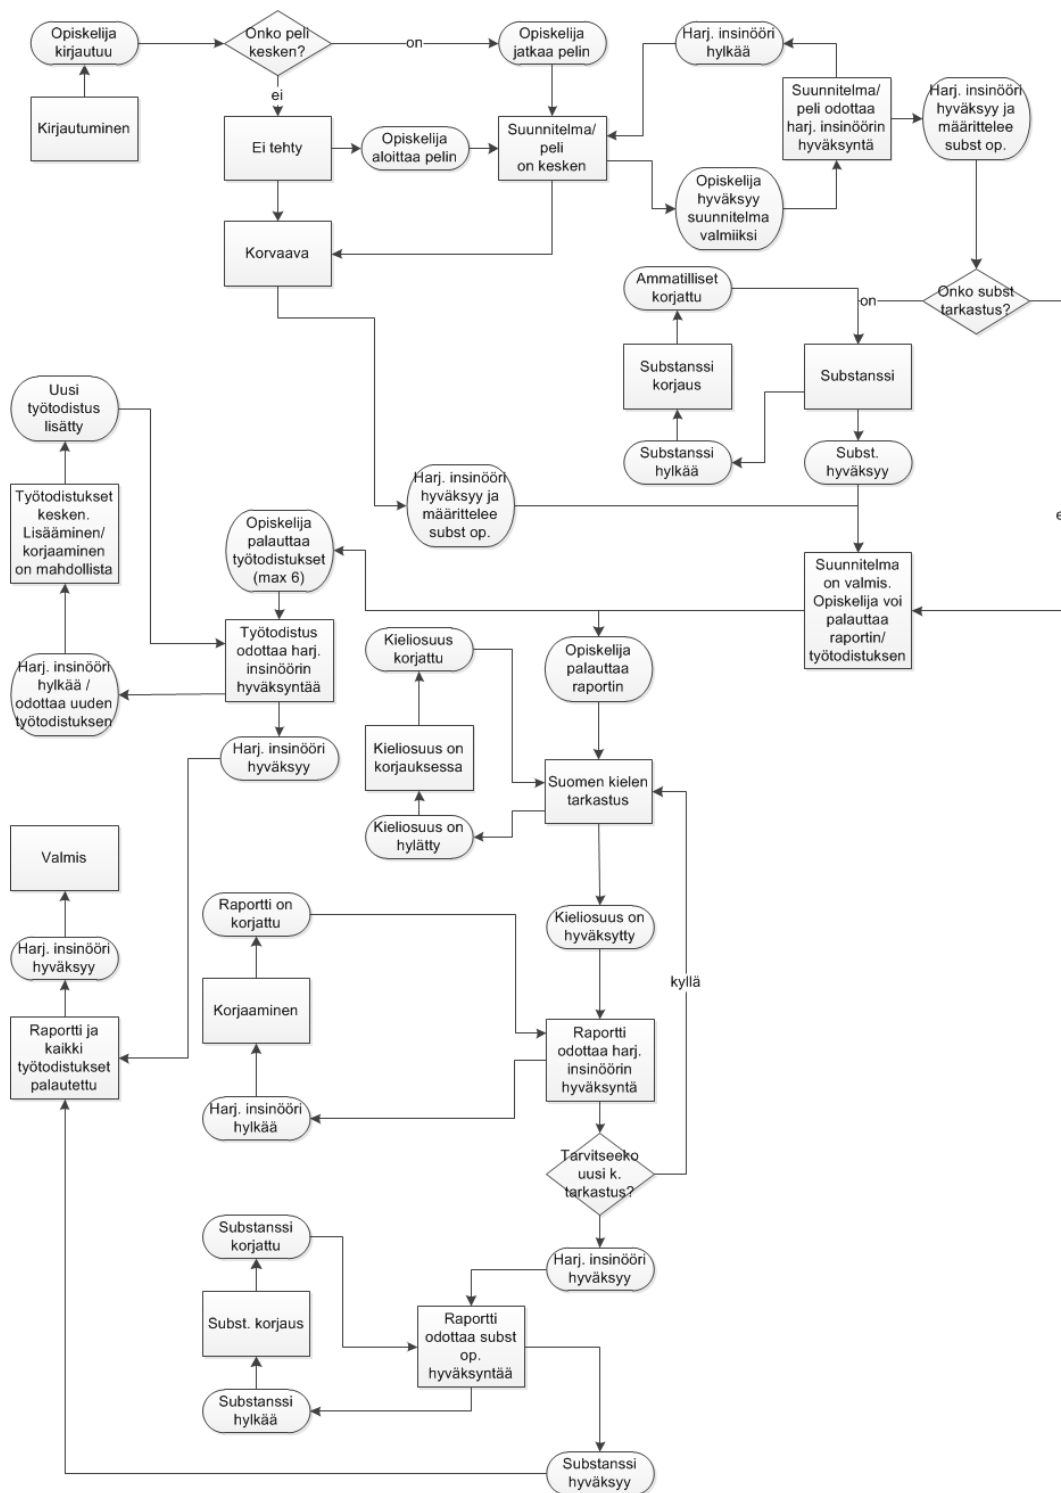 Opiskelija
kirjautuu
Onko peli
kesken?
on
Opiskelija
jatkaa pelin
Harj. insinööri
hylkää
Suunnitelma/
peli odottaa
harj. insinöörin
hyväksyntä
Harj. insinööri
hyväksyy ja
määrittelee
subst op.
ei
Kirjautuminen
Ei tehty
Opiskelija
aloittaa pelin
Suunnitelma/
peli
on kesken
Opiskelija
hyväksyy
suunnitelma
valmiiksi
Korvaava
Ammatilliset
korjattu
on
Onko subst
tarkastus?
Substanssi
korjaus
Substanssi
Uusi
työtodistus
lisätty
Substanssi
hylkää
Subst.
hyväksyy
Työtodistukset
kesken.
Lisääminen/
korjaaminen
on mahdollista
Harj. insinööri
hyväksyy ja
määrittelee
subst op.
e
Opiskelija
palauttaa
työtodistukset
(max 6)
Suunnitelma
on valmis.
Opiskelija voi
palauttaa
raportin/
työtodistuksen
Työtodistus
odottaa harj.
insinöörin
hyväksyntää
Kieliosuus
korjattu
Opiskelija
palauttaa
raportin
Harj. insinööri
hylkää /
odottaa uuden
työtodistuksen
Harj. insinööri
hyväksyy
Kieliosuus on
korjauksessa
Suomen kielen
tarkastus
Kieliosuus on
hylätty
Valmis
Raportti on
korjattu
Kieliosuus on
hyväksytty
Harj. insinööri
hyväksyy
kyllä
Korjaaminen
Raportti ja
kaikki
työtodistukset
palautettu
Raportti
odottaa harj.
insinöörin
hyväksyntä
Harj. insinööri
hylkää
Tarvitseeko
uusi k.
tarkastus?
Substanssi
korjattu
Harj. insinööri
hyväksyy
Subst. korjaus
Raportti
odottaa subst
op.
hyväksyntää
Substanssi
hylkää
Substanssi
hyväksyy